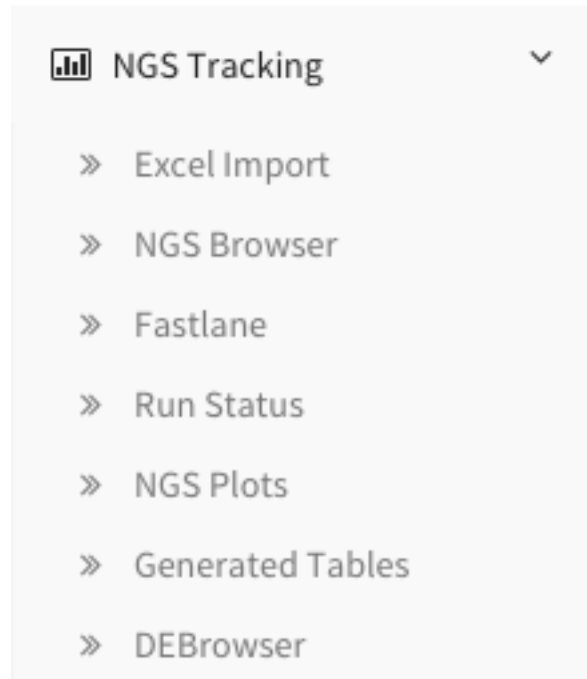 NGS Tracking
Excel Import
NGS Browser
Fastlane
Run Status
NGS Plots
Generated Tables
DEBrowser